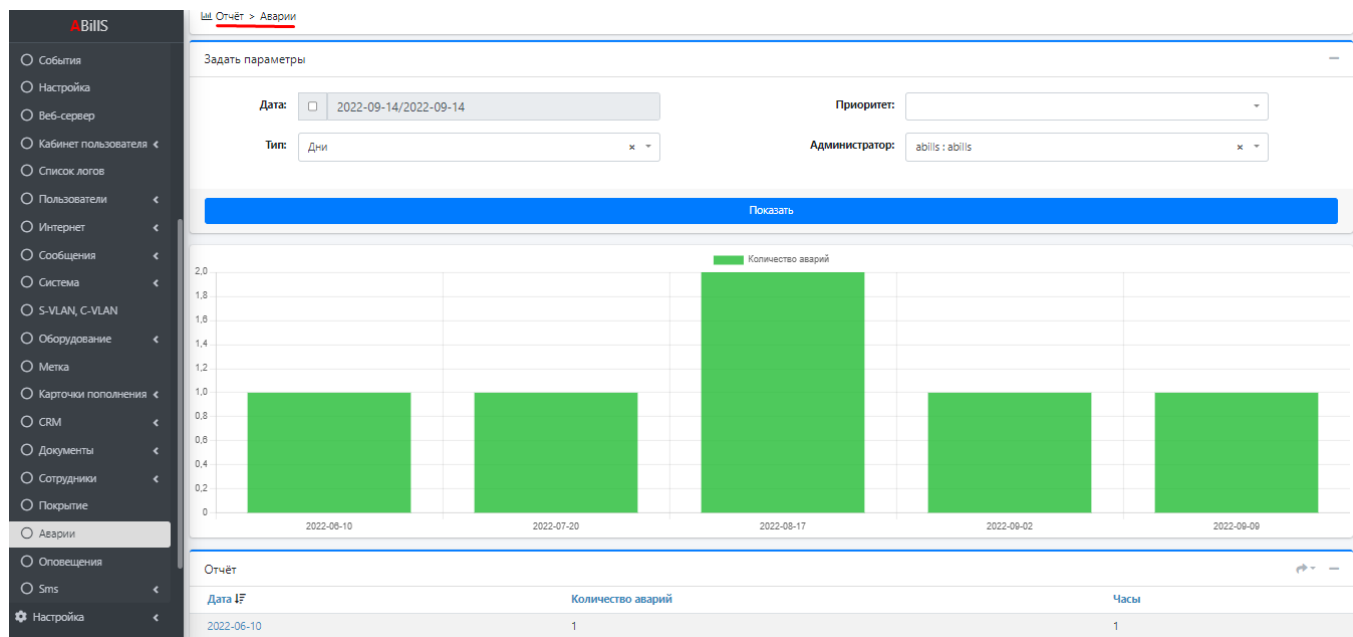 ABillS
События
Настройка
Веб-сервер
Кабинет пользователя
Список логов
Пользователи
Интернет
Сообщения
Система
S-VLAN, C-VLAN
Оборудование
Метка
Карточки пополнения
CRM
Документы
Сотрудники
Покрытие
Аварии
Оповещения
Sms
Настройка
Отчёт > Аварии
Задать параметры
Дата: 2022-09-14/2022-09-14 Приоритет:
Тип: Дни × Администратор: abills : abills ×
Показать
Количество аварий
2,0
1,8
1,6
1,4
1,2
1,0
0,8
0,6
0,4
0,2
0
2022-06-10 2022-07-20 2022-08-17 2022-09-02 2022-09-09
Отчёт
Дата Количество аварий Часы
2022-06-10 1 1